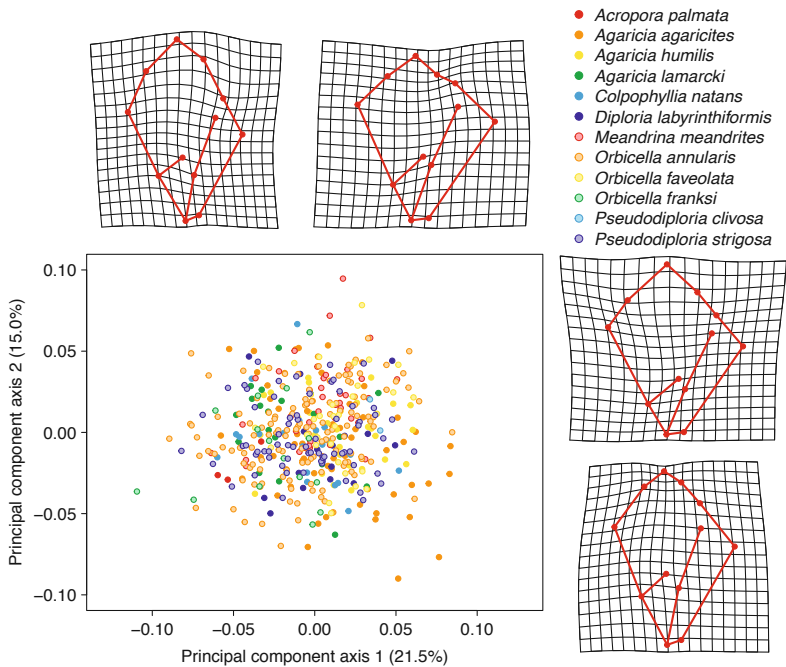 Acropora palmata
Agaricia agaricites
Agaricia humilis
Agaricia lamarcki
Colpophyllia natans
Diploria labyrinthiformis
Meandrina meandrites
Orbicella annularis
Orbicella faveolata
Orbicella franksi
Pseudodiploria clivosa
Pseudodiploria strigosa
Principal component axis 2 (15.0%)
0.10
0.05
0.00
−0.05
−0.10
−0.10 −0.05 0.00 0.05 0.10
Principal component axis 1 (21.5%)